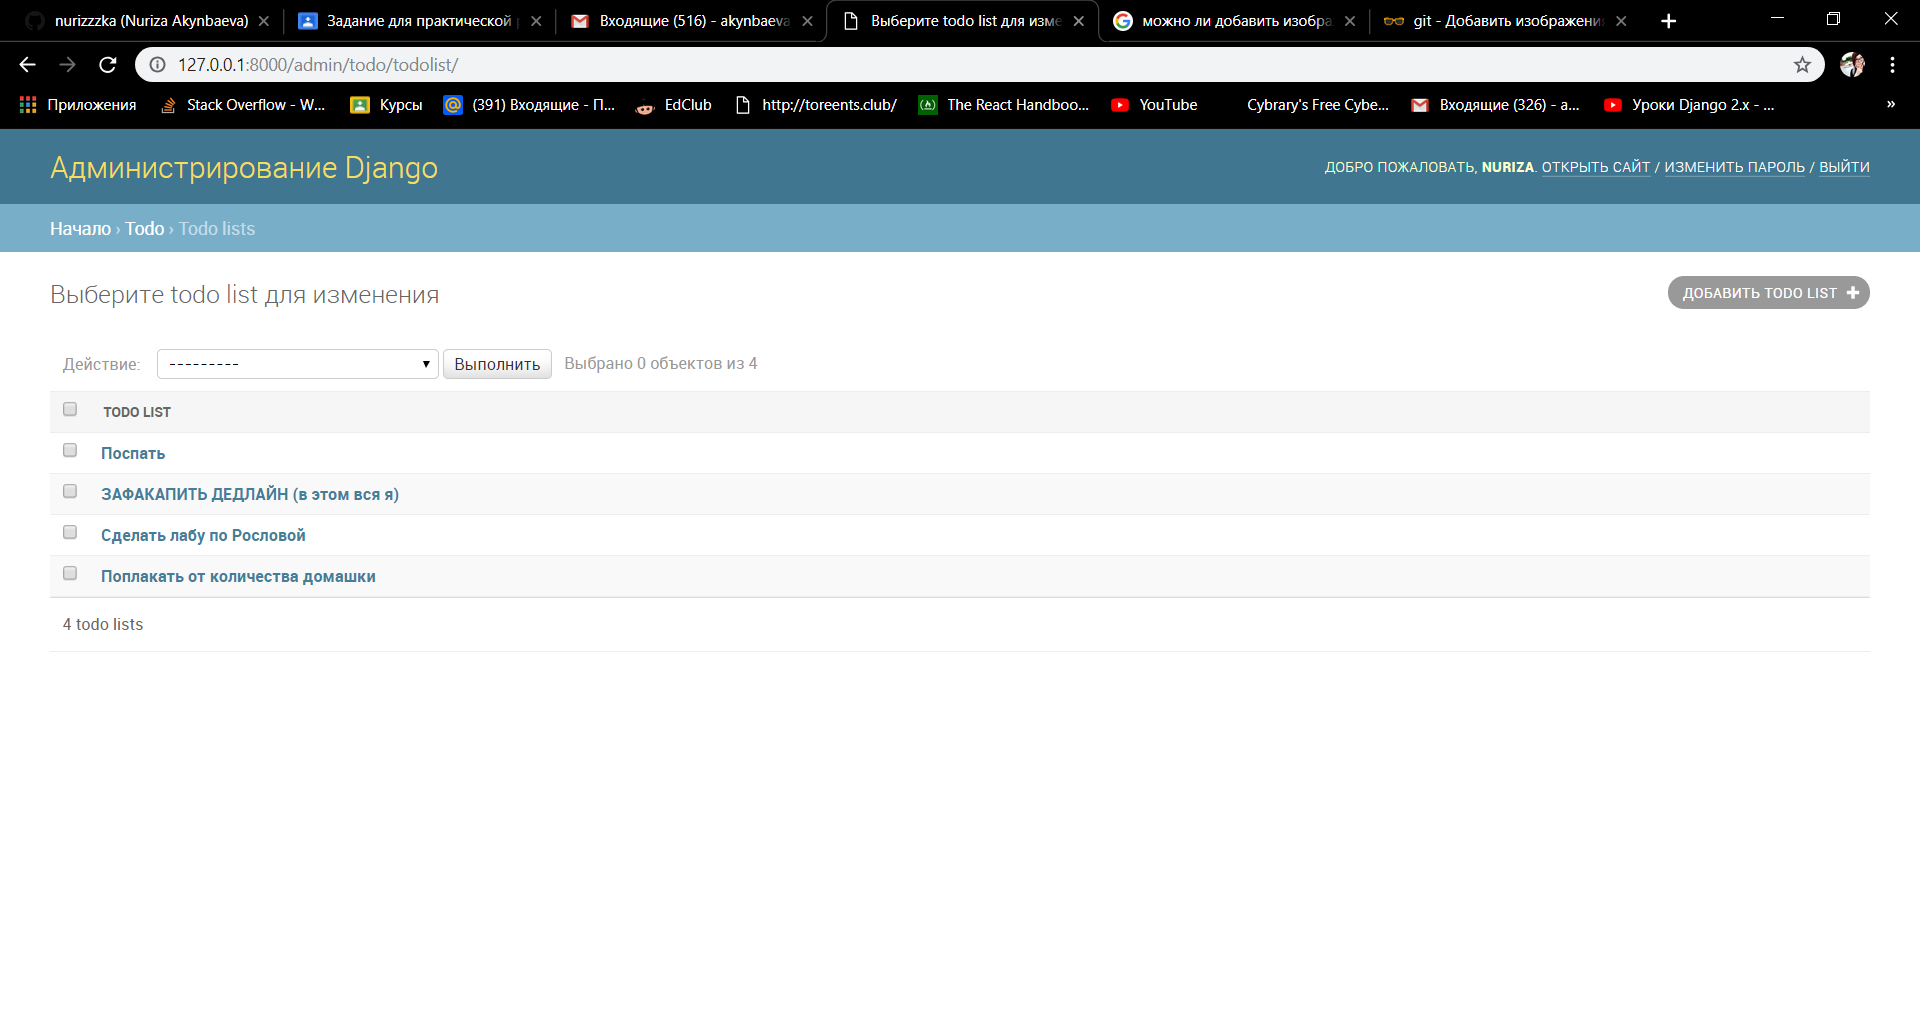 nurizzzka (Nuriza Akynbaeva) Задание для практической Входящие (516) - akynbaeva Выберите todo list для изме можно ли добавить изобра git - Добавить изображени
127.0.0.1:8000/admin/todo/todolist/
Приложения Stack Overflow - W... Курсы (391) Входящие - П... EdClub http://toreents.club/ The React Handboo... YouTube Cybrary's Free Cybe... Входящие (326) - a... Уроки Django 2.x - ... »
Администрирование Django ДОБРО ПОЖАЛОВАТЬ, NURIZA. ОТКРЫТЬ САЙТ / ИЗМЕНИТЬ ПАРОЛЬ / ВЫЙТИ
Начало › Todo › Todo lists
Выберите todo list для изменения ДОБАВИТЬ TODO LIST +
Действие: --------- Выполнить Выбрано 0 объектов из 4
TODO LIST
Поспать
ЗАФАКАПИТЬ ДЕДЛАЙН (в этом вся я)
Сделать лабу по Рословой
Поплакать от количества домашки
4 todo lists